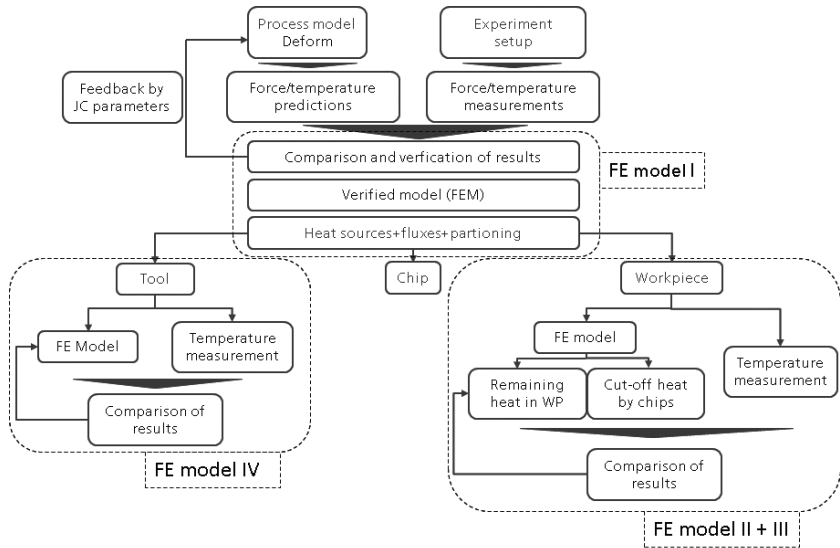 Process model
Deform
Experiment
setup
Feedback by
JC parameters
Force/temperature
predictions
Force/temperature
measurements
Comparison and verfication of results
FE model I
Verified model (FEM)
Heat sources+fluxes+partioning
Tool
Chip
Workpiece
FE Model
Temperature
measurement
FE model
Temperature
measurement
Remaining
heat in WP
Cut-off heat
by chips
Comparison of
results
Comparison of
results
FE model IV
FE model II + III